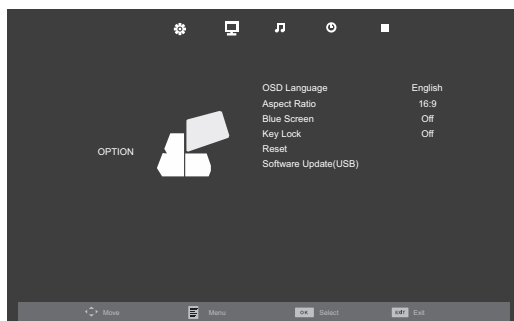 OPTION
OSD Language English
Aspect Ratio 16:9
Blue Screen Off
Key Lock Off
Reset
Software Update(USB)
Move Menu OK Select EXIT Exit